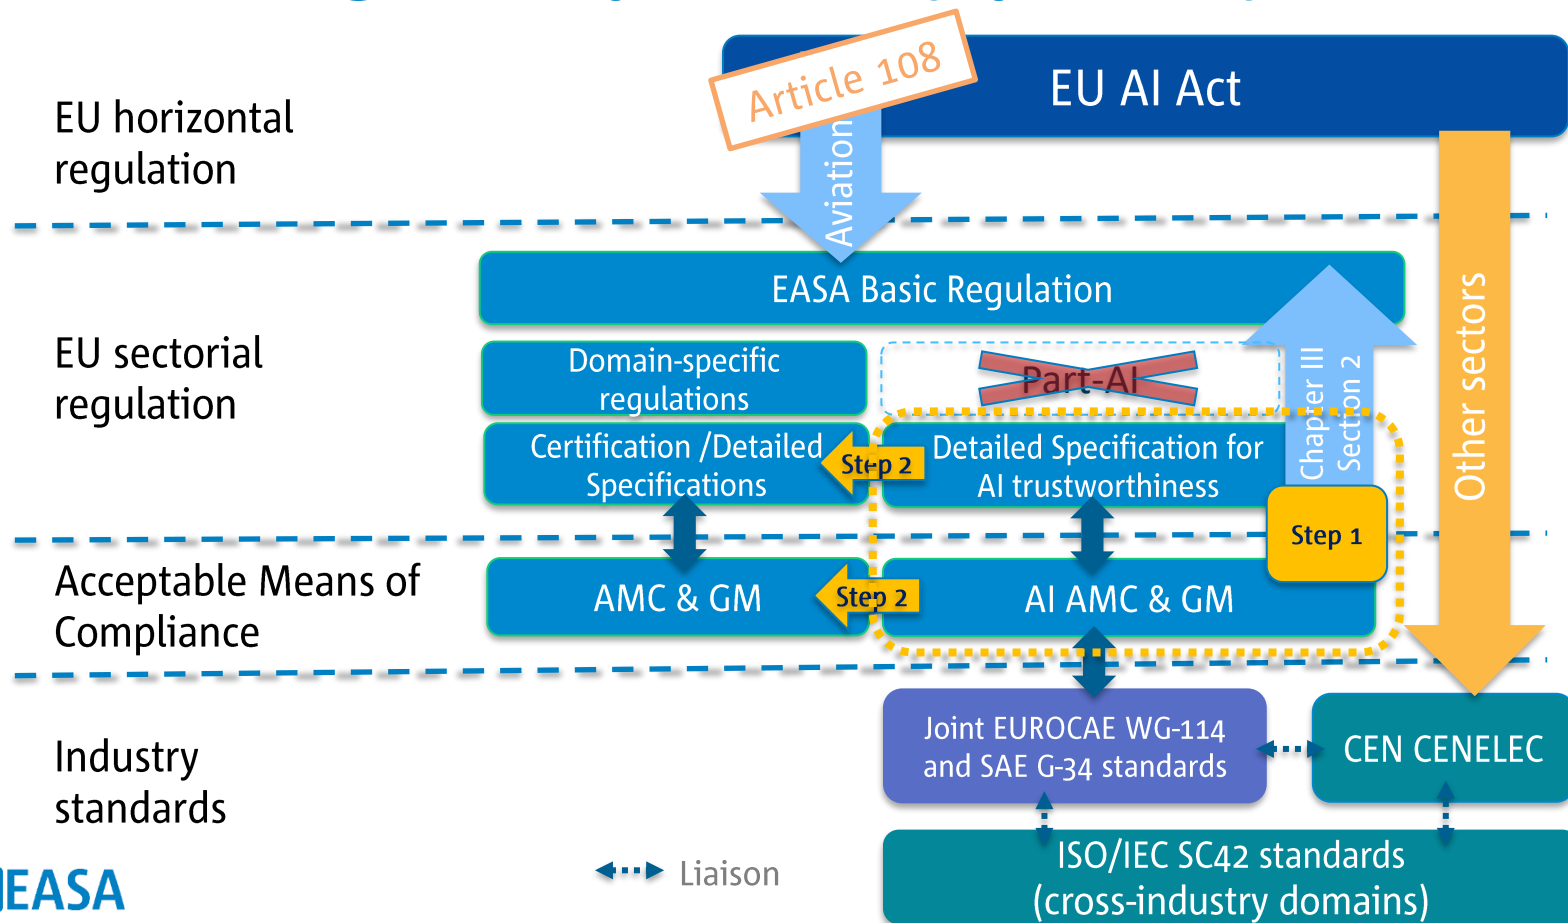 Article 108
EU AI Act
EU horizontal
regulation
Aviation
EASA Basic Regulation
EU sectorial
regulation
Domain-specific
regulations
Part-AI
Chapter III
Section 2
Other sectors
Certification /Detailed
Specifications
Step 2
Detailed Specification for
AI trustworthiness
Step 1
Acceptable Means of
Compliance
AMC & GM
Step 2
AI AMC & GM
Industry
standards
Joint EUROCAE WG-114
and SAE G-34 standards
CEN CENELEC
Liaison
ISO/IEC SC42 standards
(cross-industry domains)
EASA